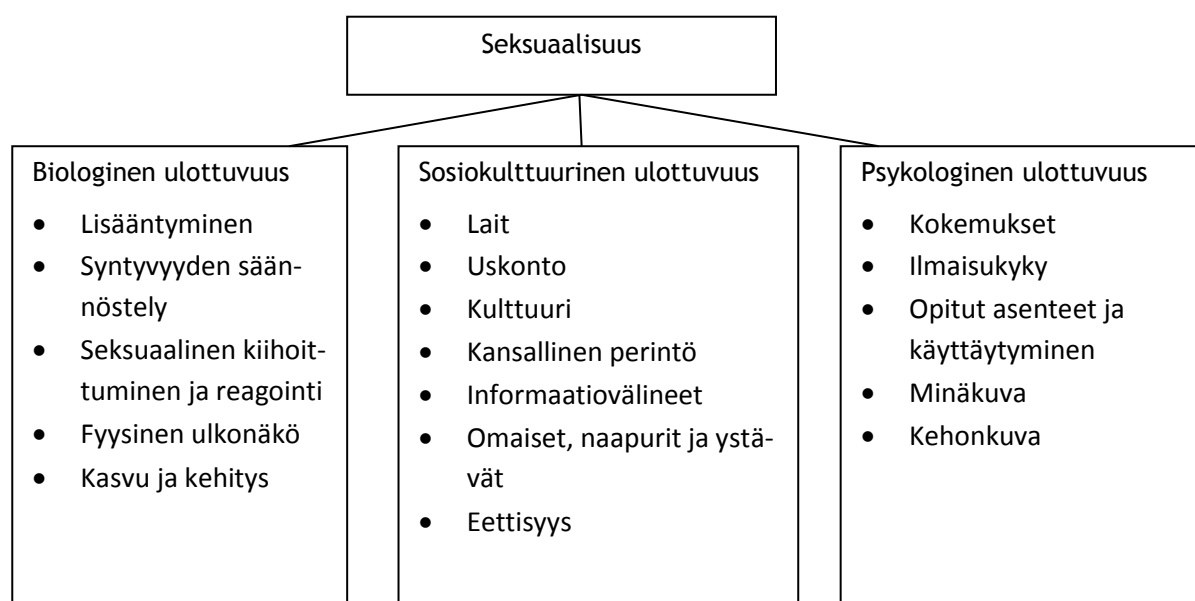 Seksuaalisuus
Biologinen ulottuvuus
• Lisääntyminen
• Syntyvyyden sään-
nöstely
• Seksuaalinen kiihoit-
tuminen ja reagointi
• Fyysinen ulkonäkö
• Kasvu ja kehitys
Sosiokulttuurinen ulottuvuus
• Lait
• Uskonto
• Kulttuuri
• Kansallinen perintö
• Informaatiovälineet
• Omaiset, naapurit ja ystä-
vät
• Eettisyys
Psykologinen ulottuvuus
• Kokemukset
• Ilmaisukyky
• Opitut asenteet ja
käyttäytyminen
• Minäkuva
• Kehonkuva